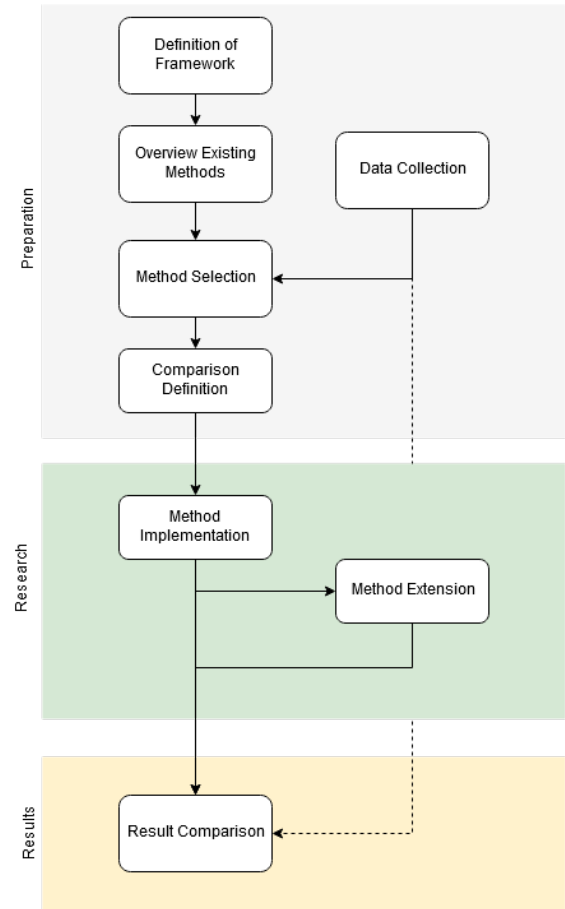 Preparation
Definition of
Framework
Overview Existing
Methods
Data Collection
Method Selection
Comparison
Definition
Research
Method
Implementation
Method Extension
Results
Result Comparison